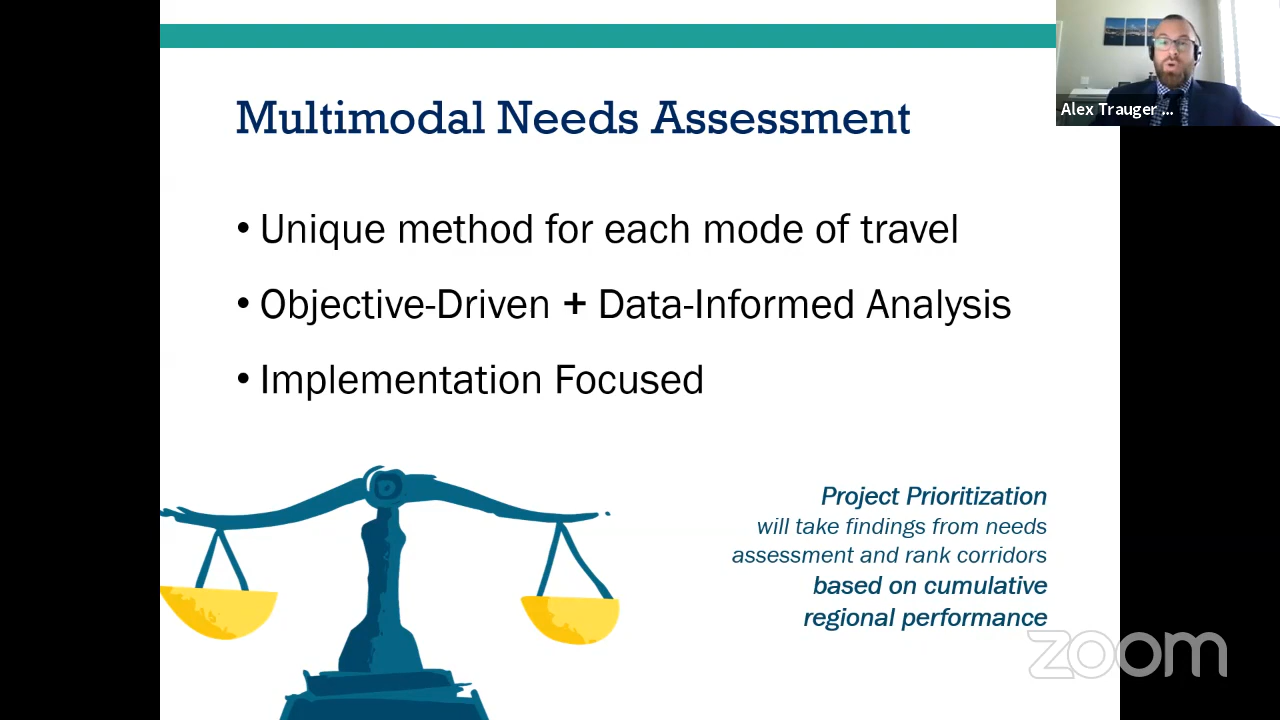 Multimodal Needs Assessment
Alex Trauger ...
• Unique method for each mode of travel
• Objective-Driven + Data-Informed Analysis
• Implementation Focused
Project Prioritization
will take findings from needs
assessment and rank corridors
based on cumulative
regional performance
zoom